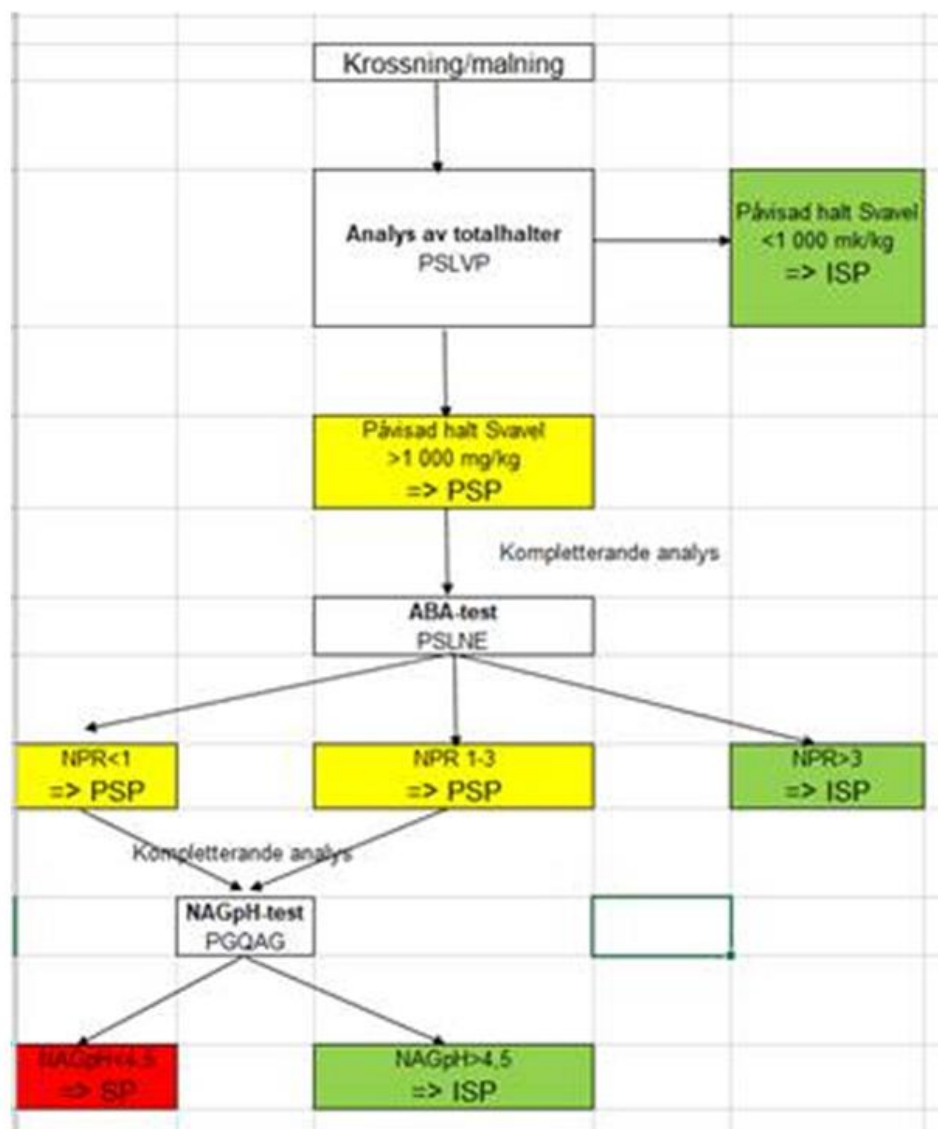 Krossning/malning
Analys av totalhalter
PSLVP
Påvisad halt Svavel
<1 000 mk/kg
=> ISP
Påvisad halt Svavel
>1 000 mg/kg
=> PSP
Kompletterande analys
ABA-test
PSLNE
NPR<1
=> PSP
NPR 1-3
=> PSP
NPR>3
=> ISP
Kompletterande analys
NAGpH-test
PGQAG
NAGpH<4,5
=> SP
NAGpH>4,5
=> ISP